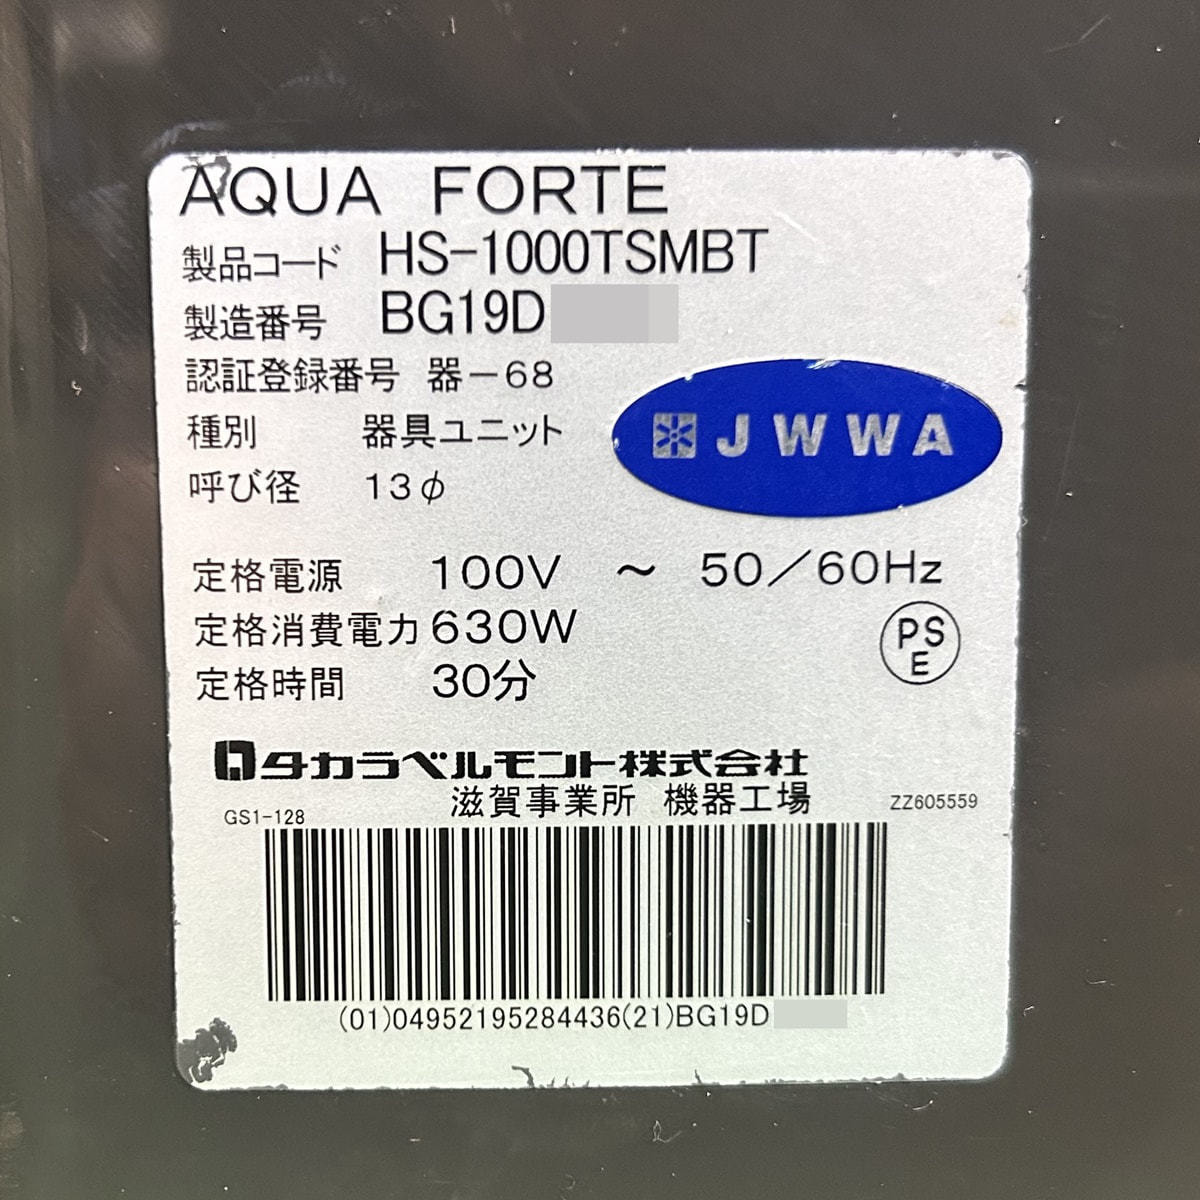 AQUA FORTE
製品コード HS-1000TSMBT
製造番号 BG19D
認証登録番号 器-68
種別 器具ユニット
呼び径 13φ
JWWA
定格電源 100V ～ 50/60Hz
定格消費電力 630W
定格時間 30分
PS
E
タカラベルモント株式会社
滋賀事業所 機器工場
ZZ605559
GS1-128
(01)04952195284436(21)BG19D